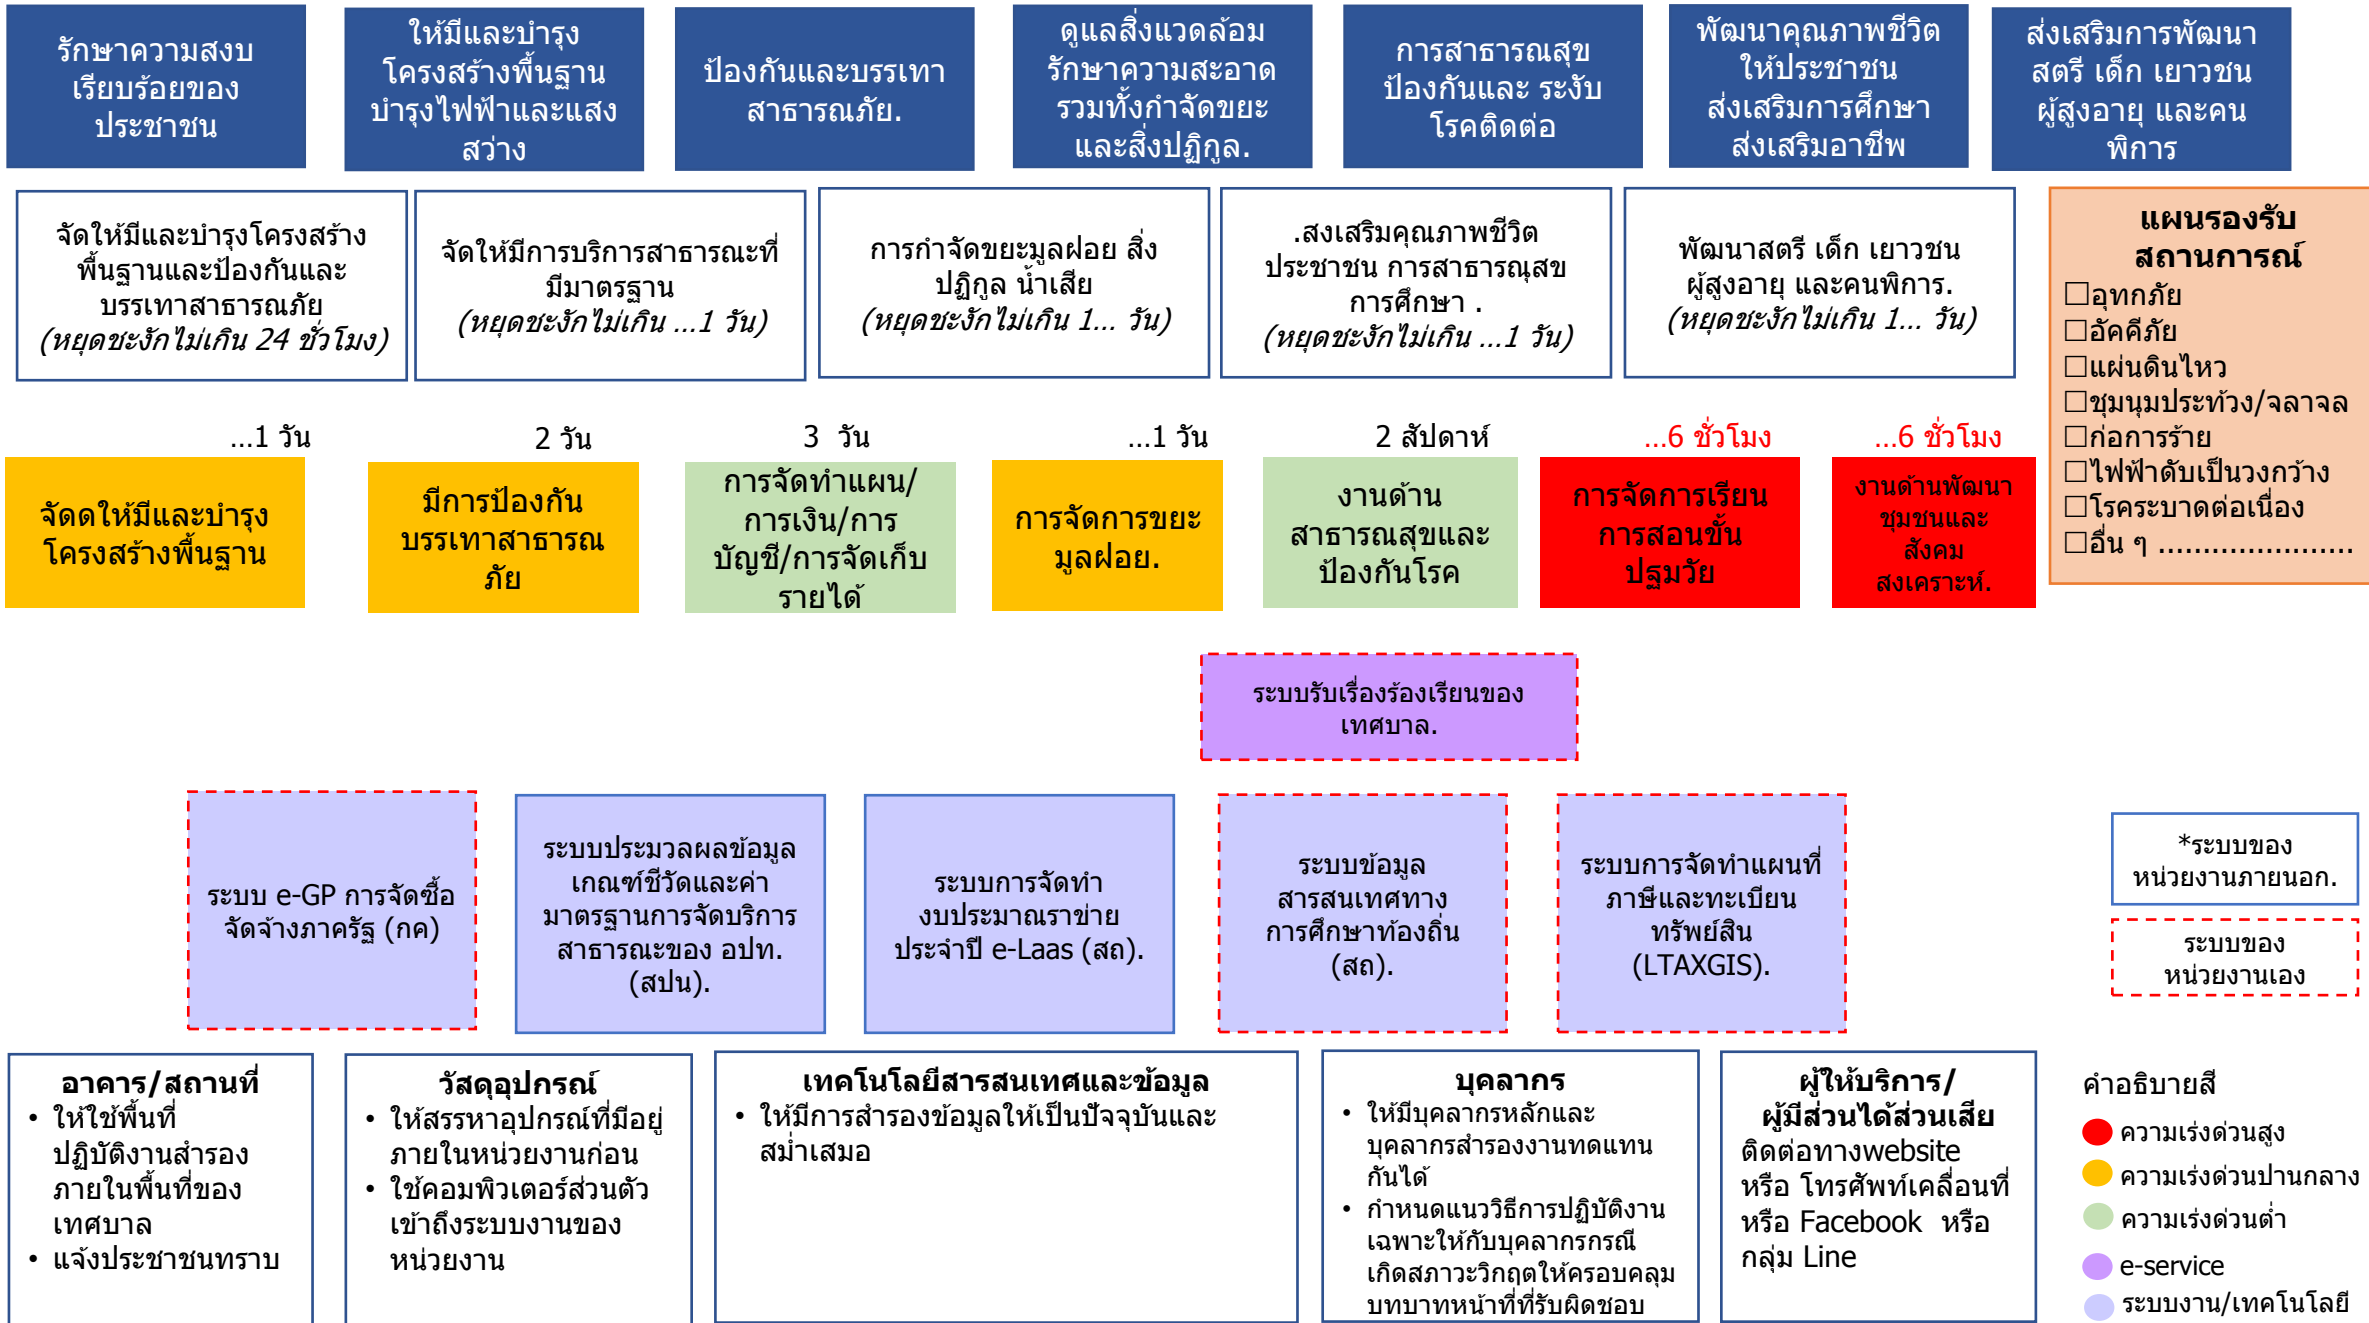 รักษาความสงบ
เรียบร้อยของ
ประชาชน
ให้มีและบำรุง
โครงสร้างพื้นฐาน
บำรุงไฟฟ้าและแสง
สว่าง
ป้องกันและบรรเทา
สาธารณภัย.
ดูแลสิ่งแวดล้อม
รักษาความสะอาด
รวมทั้งกำจัดขยะ
และสิ่งปฏิกูล.
การสาธารณสุข
ป้องกันและ ระงับ
โรคติดต่อ
พัฒนาคุณภาพชีวิต
ให้ประชาชน
ส่งเสริมการศึกษา
ส่งเสริมอาชีพ
ส่งเสริมการพัฒนา
สตรี เด็ก เยาวชน
ผู้สูงอายุ และคน
พิการ
จัดให้มีและบำรุงโครงสร้าง
พื้นฐานและป้องกันและ
บรรเทาสาธารณภัย
(หยุดชะงักไม่เกิน 24 ชั่วโมง)
จัดให้มีการบริการสาธารณะที่
มีมาตรฐาน
(หยุดชะงักไม่เกิน ...1 วัน)
การกำจัดขยะมูลฝอย สิ่ง
ปฏิกูล น้ำเสีย
(หยุดชะงักไม่เกิน 1... วัน)
.สงเสริมคุณภาพชีวิต
ประชาชน การสาธารณุสข
การศึกษา .
(หยุดชะงักไม่เกิน ...1 วัน)
พัฒนาสตรี เด็ก เยาวชน
ผู้สูงอายุ และคนพิการ.
(หยุดชะงักไม่เกิน 1... วัน)
แผนรองรับ
สถานการณ์
☐อุทกภัย
☐อัคคีภัย
☐แผ่นดินไหว
☐ชุมนุมประท้วง/จลาจล
☐ก่อการร้าย
☐ไฟฟ้าดับเป็นวงกว้าง
☐โรคระบาดต่อเนื่อง
☐อื่น ๆ ......................
...1 วัน
2 วัน
3 วัน
...1 วัน
2 สัปดาห์
...6 ชั่วโมง
...6 ชั่วโมง
จัดดให้มีและบำรุง
โครงสร้างพื้นฐาน
มีการป้องกัน
บรรเทาสาธารณ
ภัย
การจัดทำแผน/
การเงิน/การ
บัญชี/การจัดเก็บ
รายได้
การจัดการขยะ
มูลฝอย.
งานด้าน
สาธารณสุขและ
ป้องกันโรค
การจัดการเรียน
การสอนขั้น
ปฐมวัย
งานด้านพัฒนา
ชุมชนและ
สังคม
สงเคราะห์.
ระบบรับเรื่องร้องเรียนของ
เทศบาล.
ระบบ e-GP การจัดซื้อ
จัดจ้างภาครัฐ (กค)
ระบบประมวลผลข้อมูล
เกณฑ์ชีวัดและค่า
มาตรฐานการจัดบริการ
สาธารณะของ อปท.
(สปน).
ระบบการจัดทำ
งบประมาณราข่าย
ประจำปี e-Laas (สถ).
ระบบข้อมูล
สารสนเทศทาง
การศึกษาท้องถิ่น
(สถ).
ระบบการจัดทำแผนที่
ภาษีและทะเบียน
ทรัพย์สิน
(LTAXGIS).
*ระบบของ
หน่วยงานภายนอก.
ระบบของ
หน่วยงานเอง
อาคาร/สถานที่
• ให้ใช้พื้นที่
ปฏิบัติงานสำรอง
ภายในพื้นที่ของ
เทศบาล
• แจ้งประชาชนทราบ
วัสดุอุปกรณ์
• ให้สรรหาอุปกรณ์ที่มีอยู่
ภายในหน่วยงานก่อน
• ใช้คอมพิวเตอร์ส่วนตัว
เข้าถึงระบบงานของ
หน่วยงาน
เทคโนโลยีสารสนเทศและข้อมูล
• ให้มีการสำรองข้อมูลให้เป็นปัจจุบันและ
สม่ำเสมอ
บุคลากร
• ให้มีบุคลากรหลักและ
บุคลากรสำรองงานทดแทน
กันได้
• กำหนดแนววิธีการปฏิบัติงาน
เฉพาะให้กับบุคลากรกรณี
เกิดสภาวะวิกฤตให้ครอบคลุม
บทบาทหน้าที่ที่รับผิดชอบ
ผู้ให้บริการ/
ผู้มีส่วนได้ส่วนเสีย
ติดต่อทางwebsite
หรือ โทรศัพท์เคลื่อนที่
หรือ Facebook หรือ
กลุ่ม Line
คำอธิบายสี
ความเร่งด่วนสูง
ความเร่งด่วนปานกลาง
ความเร่งด่วนต่ำ
e-service
ระบบงาน/เทคโนโลยี